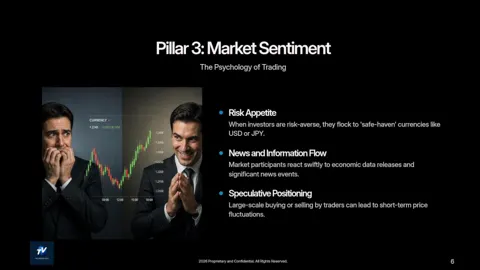 Pillar 3: Market Sentiment
The Psychology of Trading
Risk Appetite
When investors are risk-averse, they flock to 'safe-haven' currencies like
USD or JPY.
News and Information Flow
Market participants react swiftly to economic data releases and
significant news events.
Speculative Positioning
Large-scale buying or selling by traders can lead to short-term price
fluctuations.
2026 Proprietary and Confidential. All Rights Reserved.
6